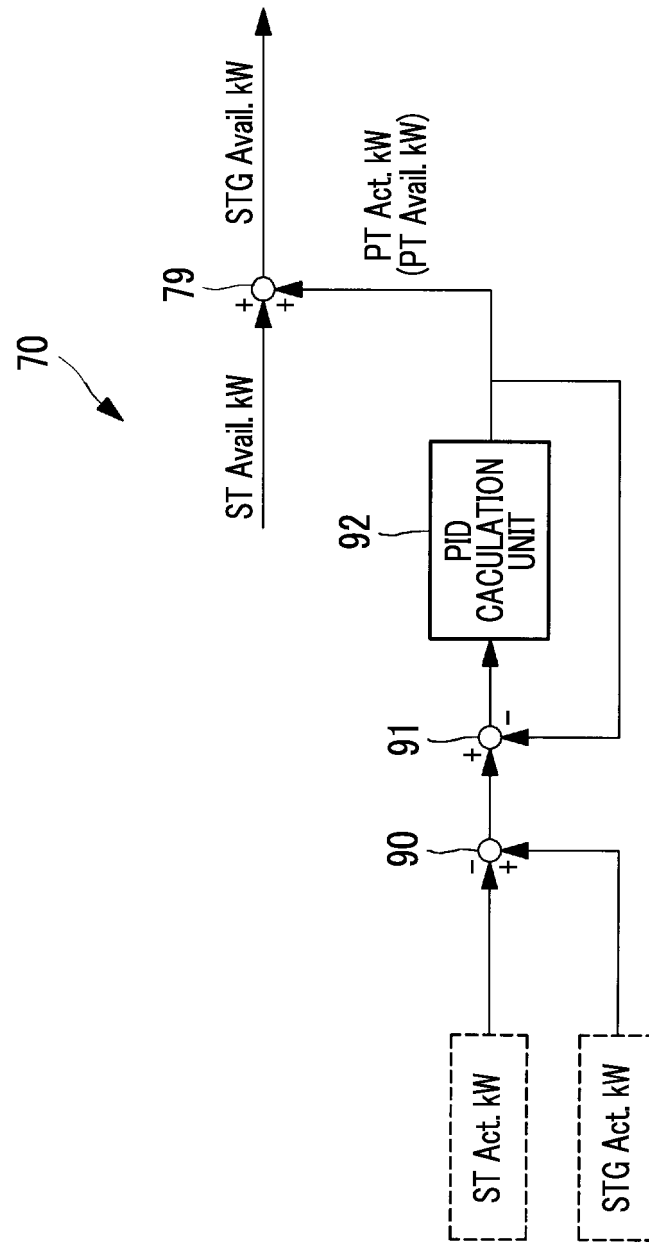 70
79
STG Avail. kW
ST Avail. kW
+
+
PT Act. kW
(PT Avail. kW)
92
PID
CACULATION
UNIT
91
+
-
90
-
+
ST Act. kW
STG Act. kW